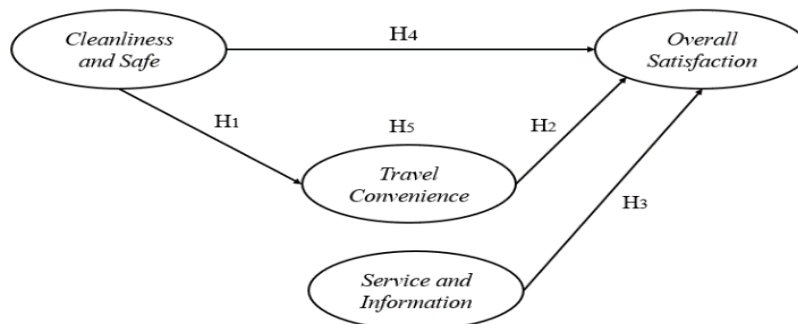 Cleanliness
and Safe
H4
Overall
Satisfaction
H1
H5
H2
Travel
Convenience
H3
Service and
Information